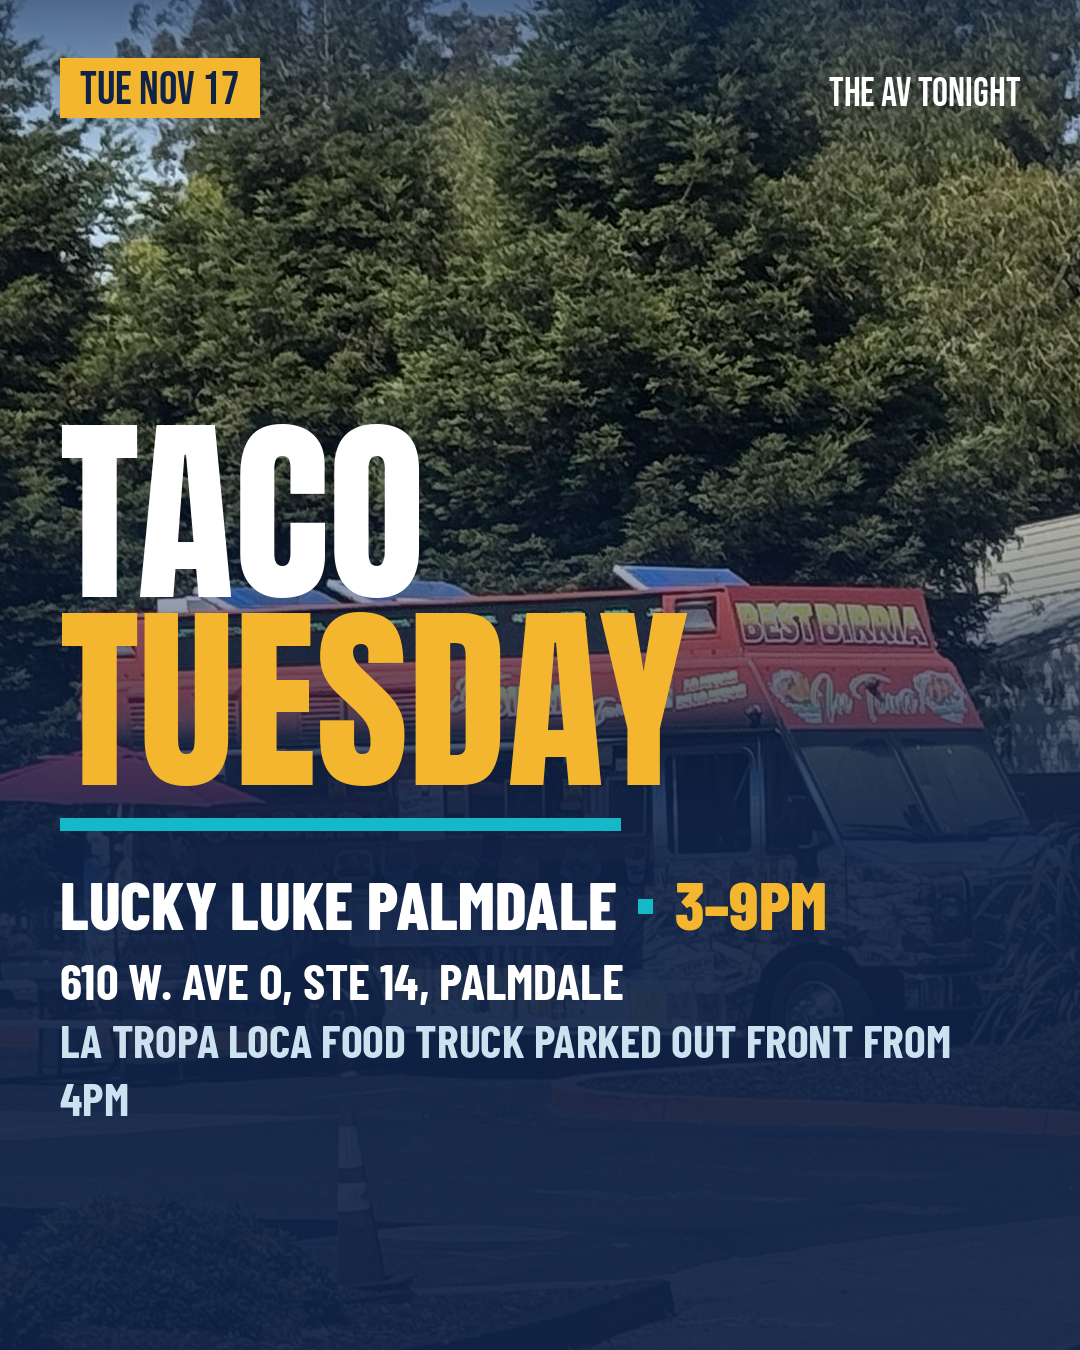 TUE NOV 17
THE AV TONIGHT
TACO
TUESDAY
BEST BIRRIA
LUCKY LUKE PALMDALE ▪ 3–9PM
610 W. AVE O, STE 14, PALMDALE
LA TROPA LOCA FOOD TRUCK PARKED OUT FRONT FROM
4PM